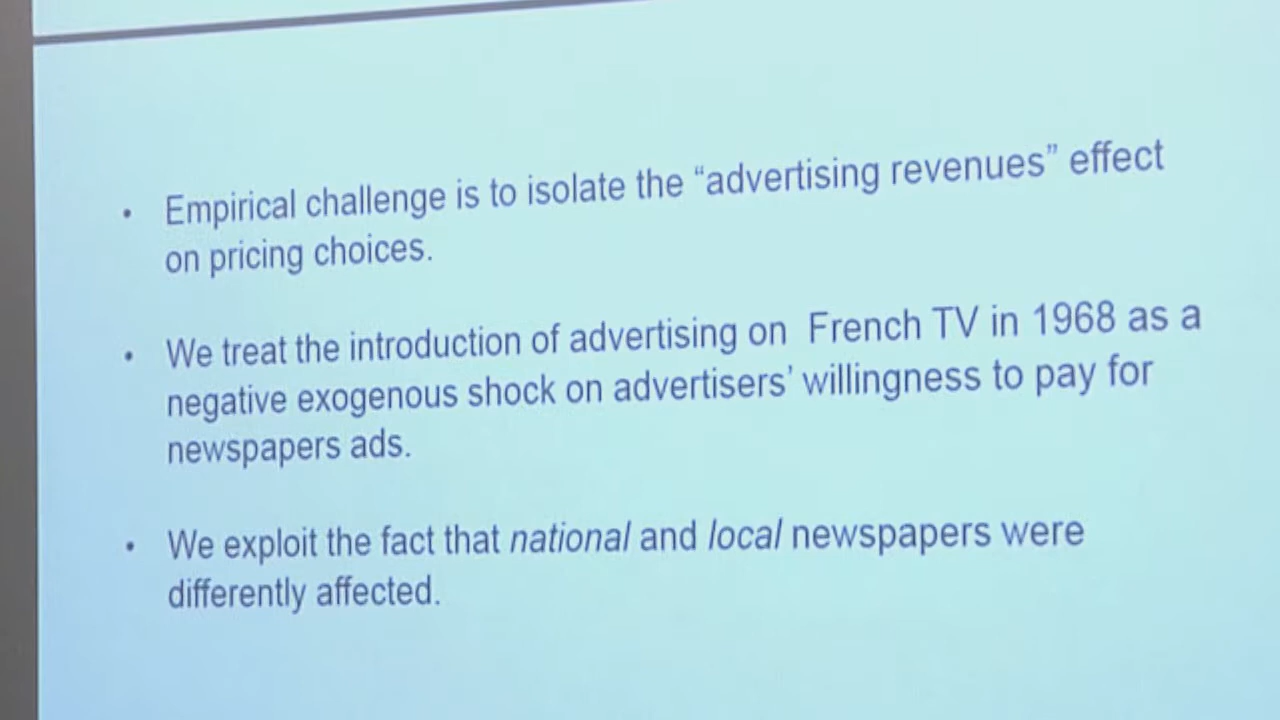 • Empirical challenge is to isolate the “advertising revenues” effect
on pricing choices.
• We treat the introduction of advertising on French TV in 1968 as a
negative exogenous shock on advertisers’ willingness to pay for
newspapers ads.
• We exploit the fact that national and local newspapers were
differently affected.